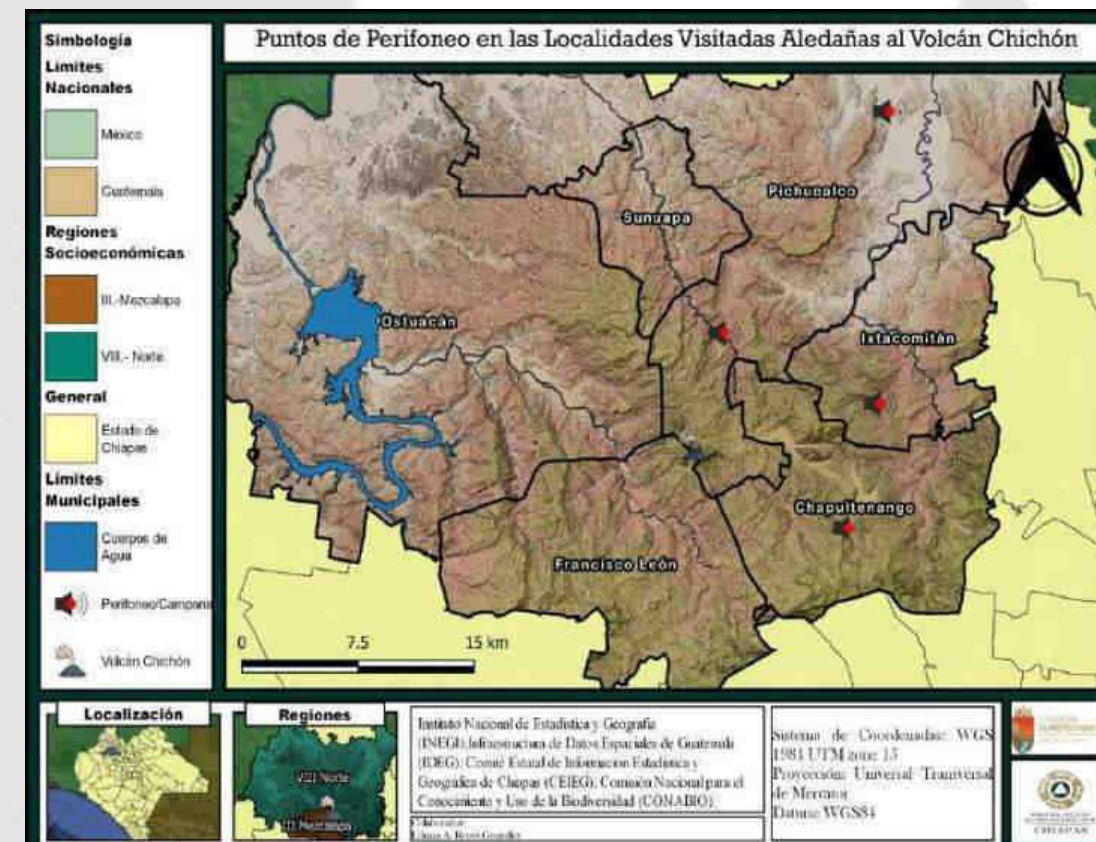 Puntos de Perifoneo en las Localidades Visitadas Aledañas al Volcán Chichón
Simbología
Límites
Nacionales
México
Guatemala
Regiones
Socioeconómicas
III.-Mezcalapa
VIII.- Norte
General
Estado de
Chiapas
Límites
Municipales
Cuerpos de
Agua
Perifoneo/Campana
Volcán Chichón
N
Pichucalco
Sunuapa
Ostuacán
Ixtacomitán
Chapultenango
Francisco León
0 7.5 15 km
Localización
Regiones
VIII Norte
III Mezcalapa
Instituto Nacional de Estadística y Geografía
(INEGI); Infraestructura de Datos Espaciales de Guatemala
(IDEG); Comité Estatal de Información Estadística y
Geográfica de Chiapas (CEIEG); Comisión Nacional para el
Conocimiento y Uso de la Biodiversidad (CONABIO).
Sistema de Coordenadas: WGS
1984 UTM zone 15
Proyección: Universal Transversal
de Mercator
Datum: WGS84
CHIAPAS